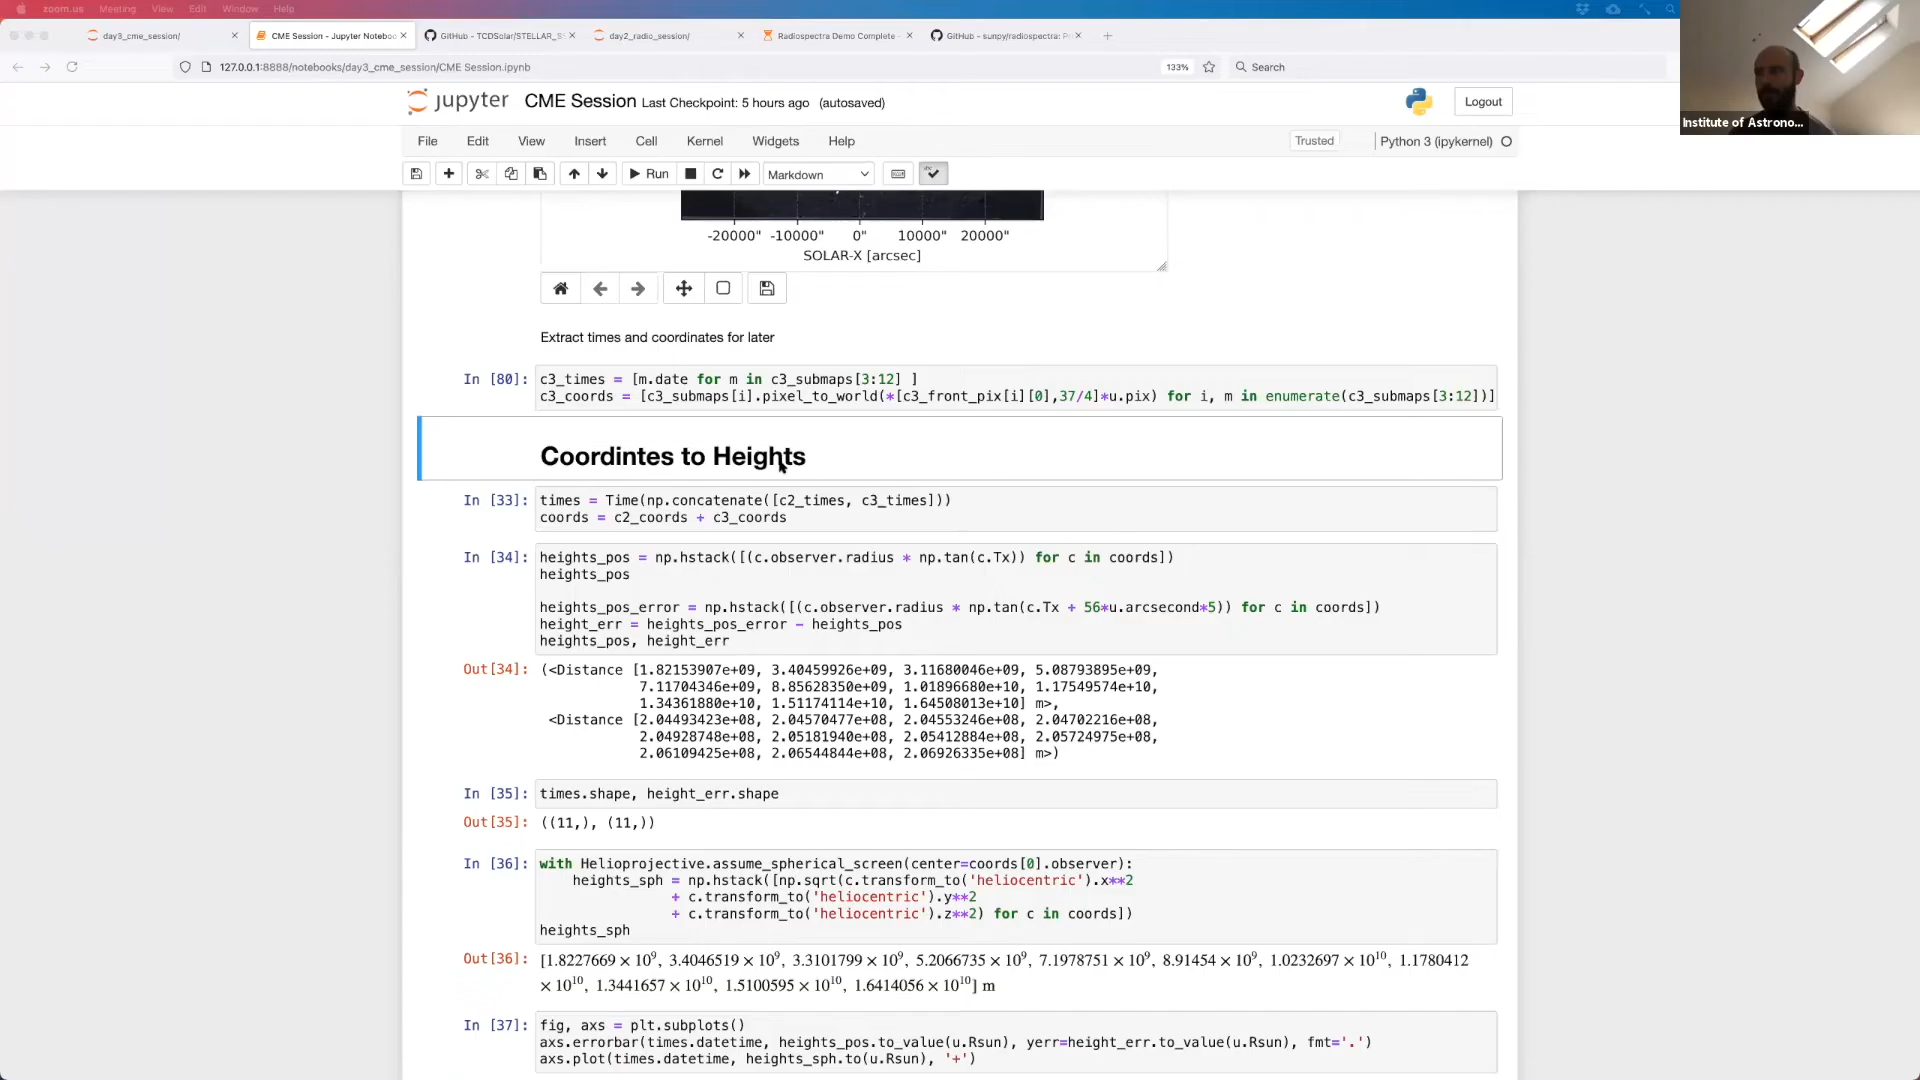 zoom.us Meeting View Edit Window Help
day3_cme_session/ CME Session - Jupyter Noteboo GitHub - TCDSolar/STELLAR_S day2_radio_session/ Radiospectra Demo Complete - GitHub - sunpy/radiospectra: P
127.0.0.1:8888/notebooks/day3_cme_session/CME Session.ipynb 133% Search
Institute of Astrono...
jupyter CME Session Last Checkpoint: 5 hours ago (autosaved) Logout
File Edit View Insert Cell Kernel Widgets Help Trusted Python 3 (ipykernel)
Run Markdown
-20000" -10000" 0" 10000" 20000"
SOLAR-X [arcsec]
Extract times and coordinates for later
In [80]: c3_times = [m.date for m in c3_submaps[3:12] ]
c3_coords = [c3_submaps[i].pixel_to_world(*[c3_front_pix[i][0],37/4]*u.pix) for i, m in enumerate(c3_submaps[3:12])]
Coordintes to Heights
In [33]: times = Time(np.concatenate([c2_times, c3_times]))
coords = c2_coords + c3_coords
In [34]: heights_pos = np.hstack([(c.observer.radius * np.tan(c.Tx)) for c in coords])
heights_pos
heights_pos_error = np.hstack([(c.observer.radius * np.tan(c.Tx + 56*u.arcsecond*5)) for c in coords])
height_err = heights_pos_error - heights_pos
heights_pos, height_err
Out[34]: (<Distance [1.82153907e+09, 3.40459926e+09, 3.11680046e+09, 5.08793895e+09,
7.11704346e+09, 8.85628350e+09, 1.01896680e+10, 1.17549574e+10,
1.34361880e+10, 1.51174114e+10, 1.64508013e+10] m>,
<Distance [2.04493423e+08, 2.04570477e+08, 2.04553246e+08, 2.04702216e+08,
2.04928748e+08, 2.05181940e+08, 2.05412884e+08, 2.05724975e+08,
2.06109425e+08, 2.06544844e+08, 2.06926335e+08] m>)
In [35]: times.shape, height_err.shape
Out[35]: ((11,), (11,))
In [36]: with Helioprojective.assume_spherical_screen(center=coords[0].observer):
heights_sph = np.hstack([np.sqrt(c.transform_to('heliocentric').x**2
+ c.transform_to('heliocentric').y**2
+ c.transform_to('heliocentric').z**2) for c in coords])
heights_sph
Out[36]: [1.8227669 × 10⁹, 3.4046519 × 10⁹, 3.3101799 × 10⁹, 5.2066735 × 10⁹, 7.1978751 × 10⁹, 8.91454 × 10⁹, 1.0232697 × 10¹⁰, 1.1780412
× 10¹⁰, 1.3441657 × 10¹⁰, 1.5100595 × 10¹⁰, 1.6414056 × 10¹⁰] m
In [37]: fig, axs = plt.subplots()
axs.errorbar(times.datetime, heights_pos.to_value(u.Rsun), yerr=height_err.to_value(u.Rsun), fmt='.')
axs.plot(times.datetime, heights_sph.to(u.Rsun), '+')